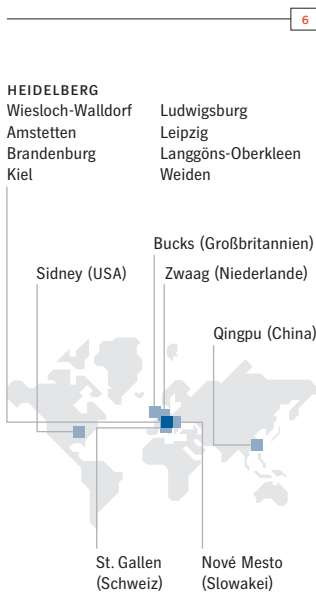 6
HEIDELBERG
Wiesloch-Walldorf
Amstetten
Brandenburg
Kiel
Ludwigsburg
Leipzig
Langgöns-Oberkleen
Weiden
Bucks (Großbritannien)
Sidney (USA)
Zwaag (Niederlande)
Qingpu (China)
St. Gallen
(Schweiz)
Nové Mesto
(Slowakei)